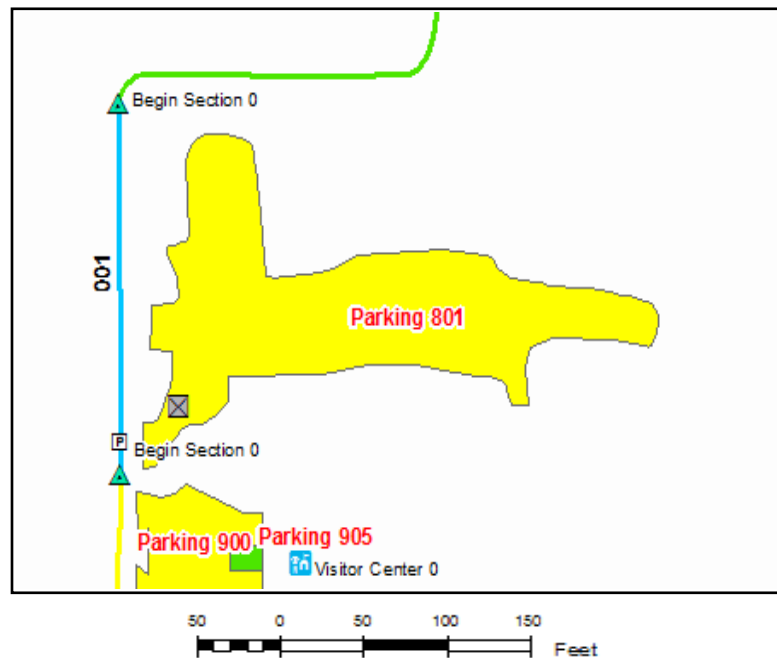 Begin Section 0
001
Parking 801
P
Begin Section 0
Parking 900
Parking 905
Visitor Center 0
50 0 50 100 150
Feet